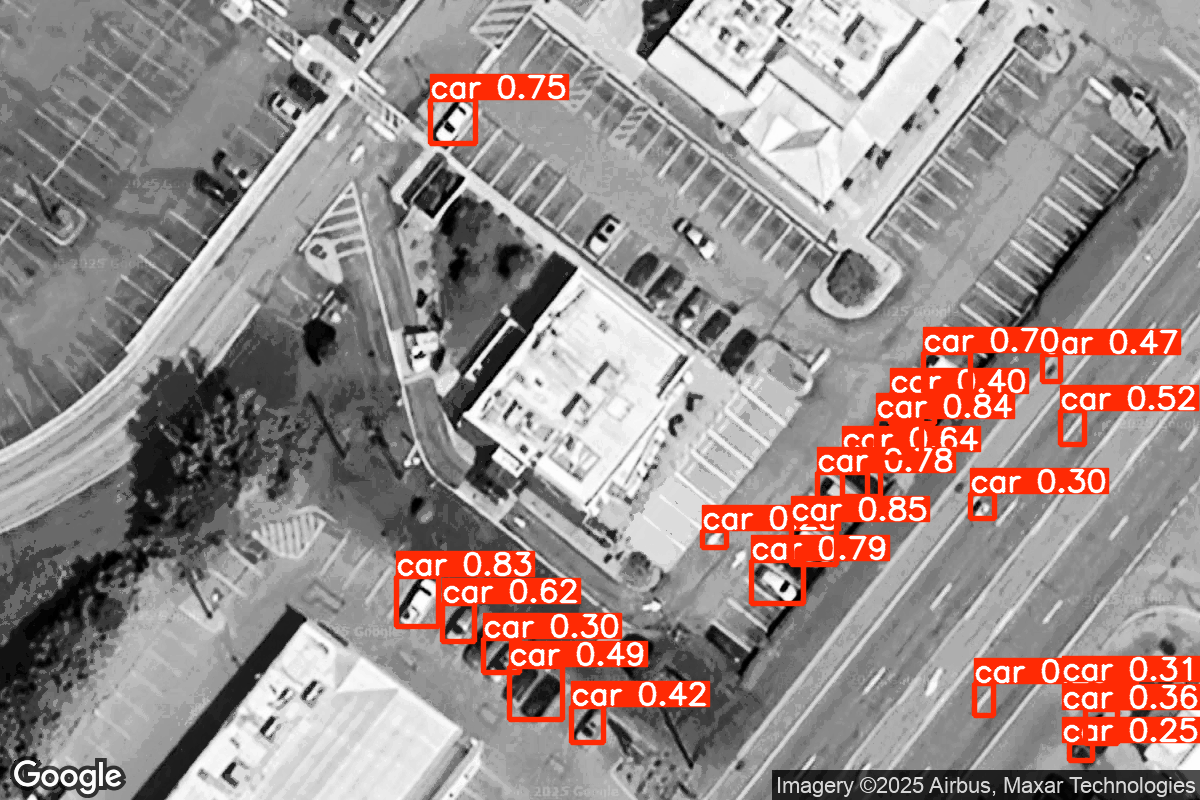 car 0.75
car 0.70
ar 0.47
car 0.40
car 0.52
car 0.84
car 0.64
car 0.78
car 0.30
car 0.85
car
car 0.79
car 0.83
car 0.62
car 0.30
car 0.49
car 0.31
car
car 0.42
car 0.36
car 0.25
Google
Imagery ©2025 Airbus, Maxar Technologies